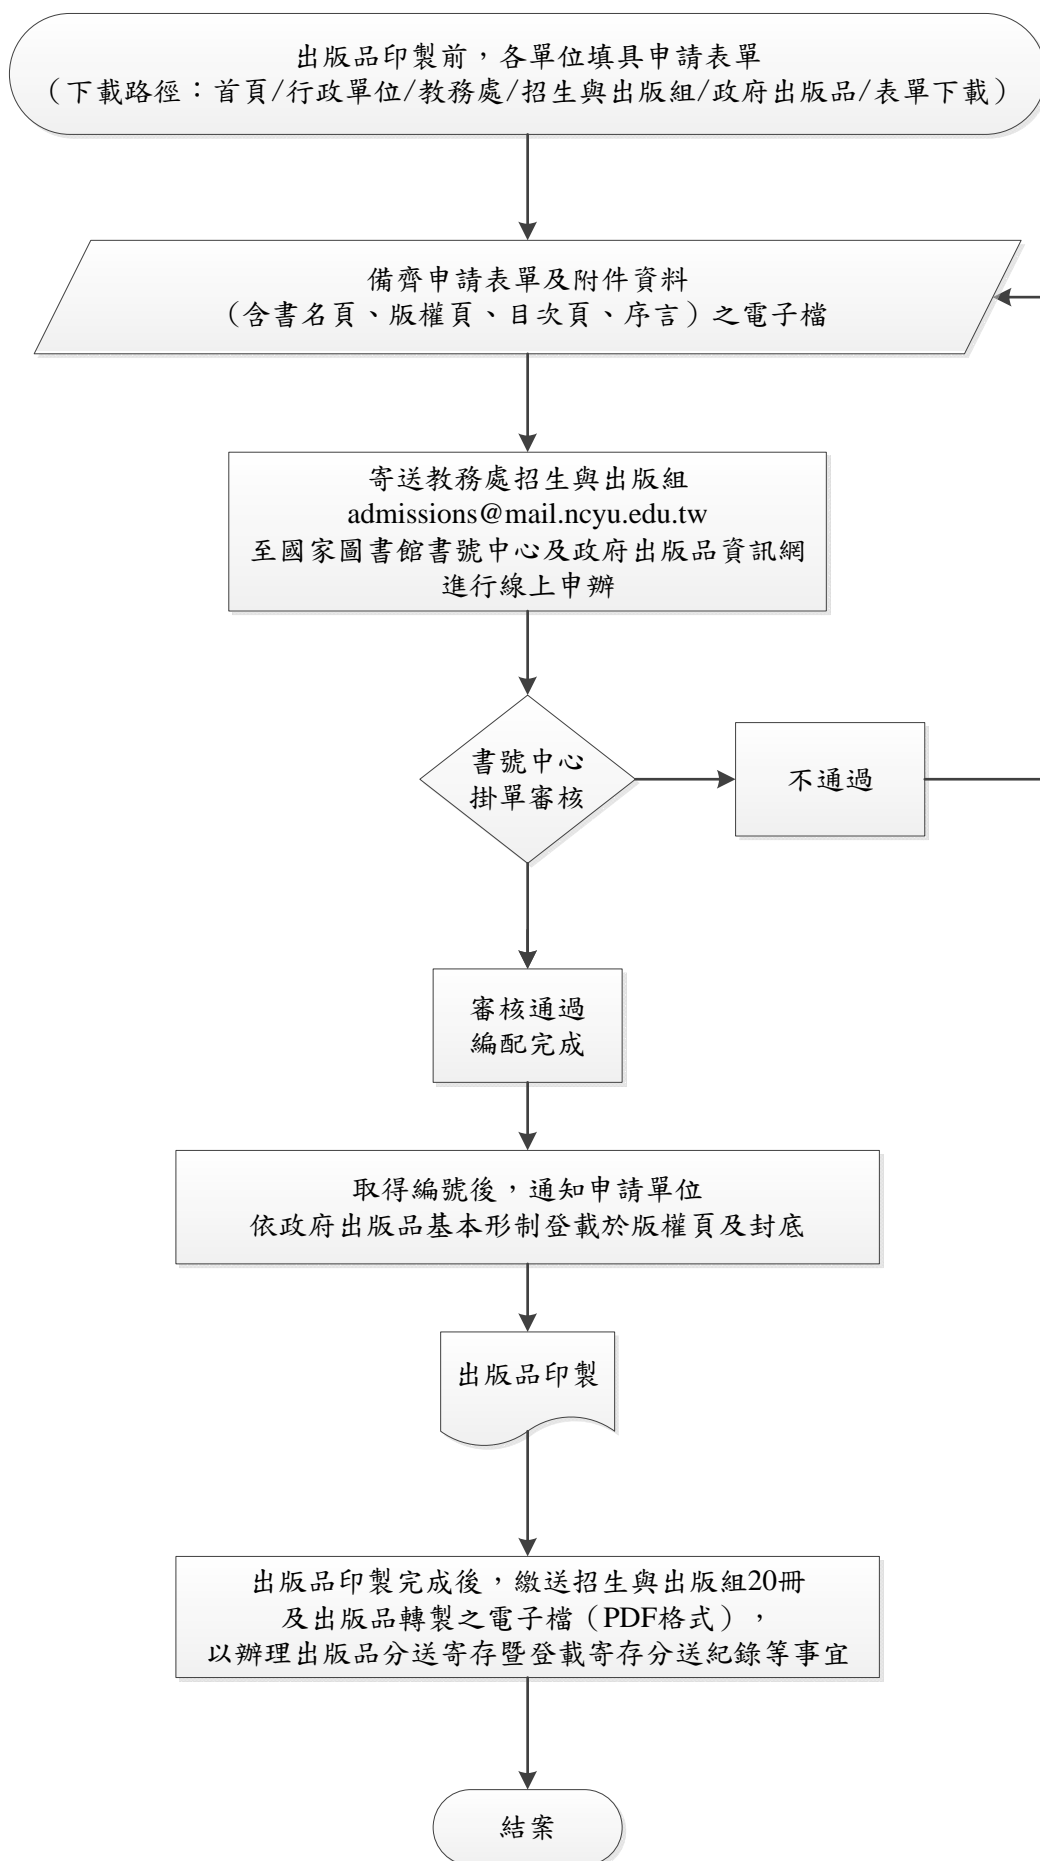 出版品印製前，各單位填具申請表單
（下載路徑：首頁/行政單位/教務處/招生與出版組/政府出版品/表單下載）
備齊申請表單及附件資料
（含書名頁、版權頁、目次頁、序言）之電子檔
寄送教務處招生與出版組
admissions@mail.ncyu.edu.tw
至國家圖書館書號中心及政府出版品資訊網
進行線上申辦
書號中心
掛單審核
不通過
審核通過
編配完成
取得編號後，通知申請單位
依政府出版品基本形制登載於版權頁及封底
出版品印製
出版品印製完成後，繳送招生與出版組20冊
及出版品轉製之電子檔（PDF格式），
以辦理出版品分送寄存暨登載寄存分送紀錄等事宜
結案